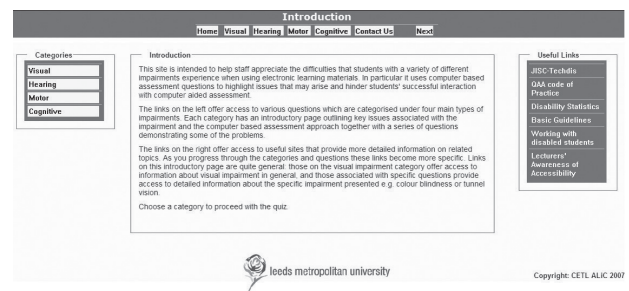 Introduction
Home Visual Hearing Motor Cognitive Contact Us Next
Categories
Visual
Hearing
Motor
Cognitive
Introduction
This site is intended to help staff appreciate the difficulties that students with a variety of different
impairments experience when using electronic learning materials. In particular it uses computer based
assessment questions to highlight issues that may arise and hinder students' successful interaction
with computer aided assessment.
The links on the left offer access to various questions which are categorised under four main types of
impairments. Each category has an introductory page outlining key issues associated with the
impairment and the computer based assessment approach together with a series of questions
demonstrating some of the problems.
The links on the right offer access to useful sites that provide more detailed information on related
topics. As you progress through the categories and questions these links become more specific. Links
on this introductory page are quite general: those on the visual impairment category offer access to
information about visual impairment in general, and those associated with specific questions provide
access to detailed information about the specific impairment presented e.g. colour blindness or tunnel
vision.
Choose a category to proceed with the quiz.
Useful Links
JISC-Techdis
QAA code of
Practice
Disability Statistics
Basic Guidelines
Working with
disabled students
Lecturers'
Awareness of
Accessibility
leeds metropolitan university
Copyright: CETL ALiC 2007